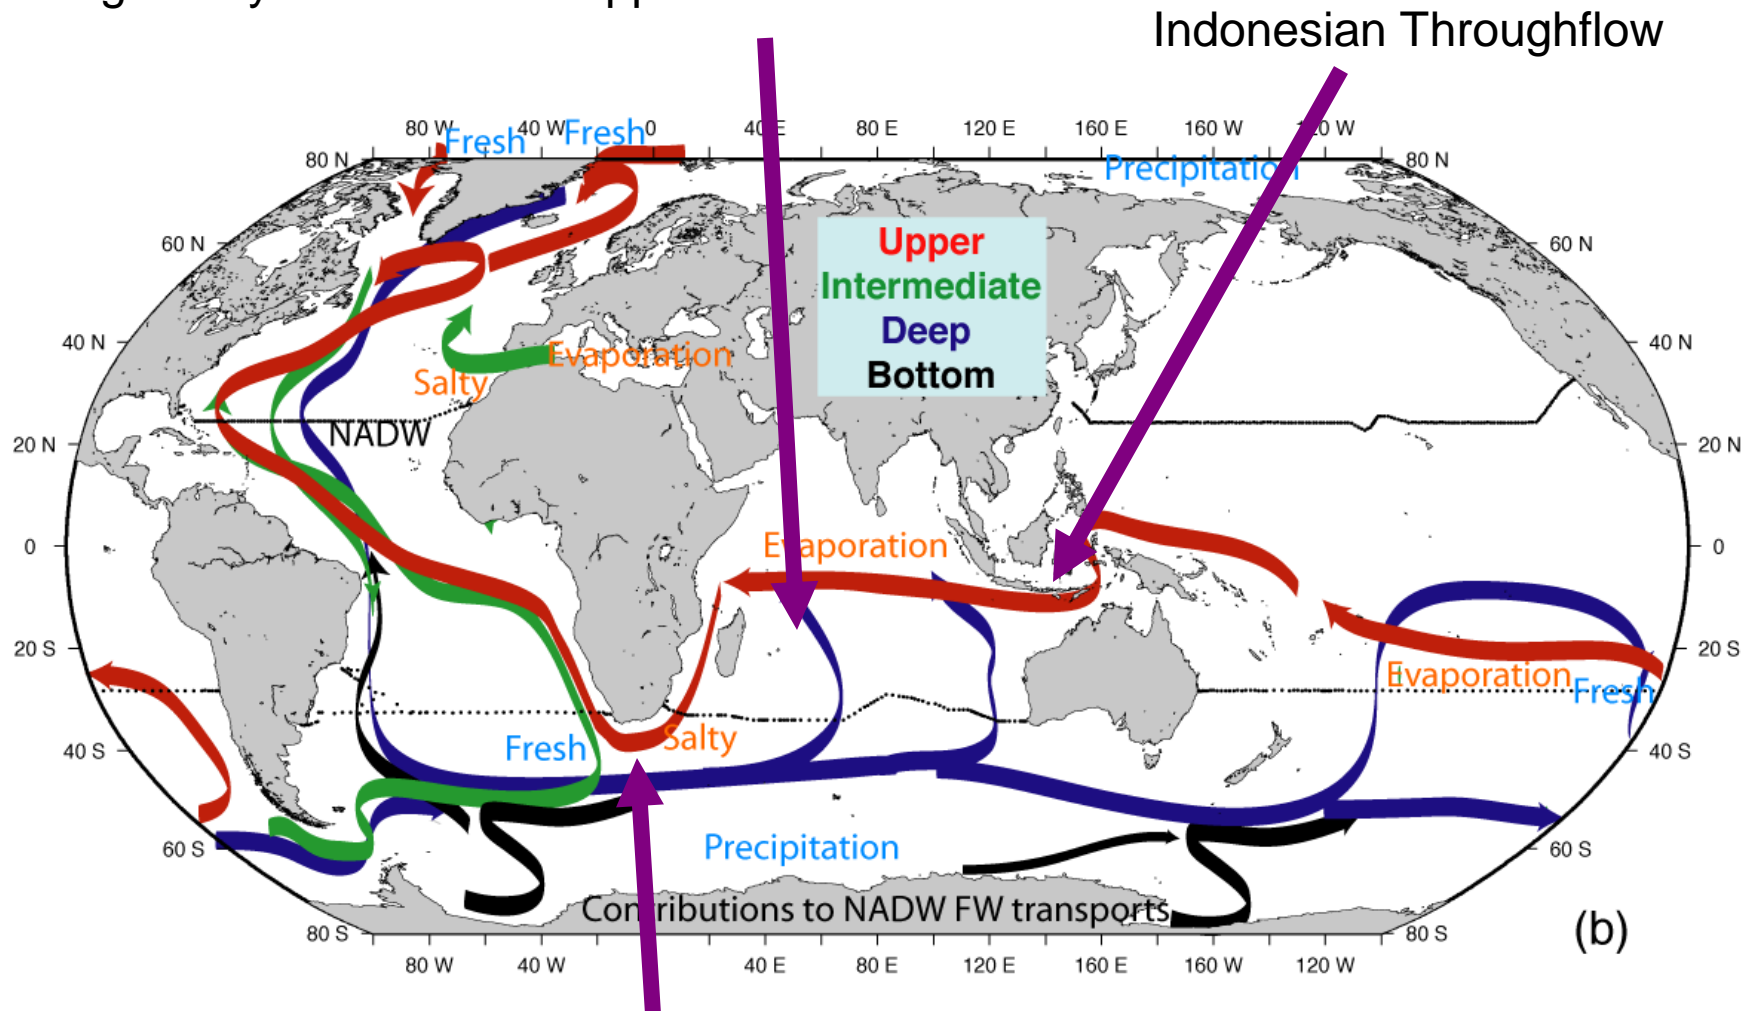 Indonesian Throughflow
80 W 40 W 0 40 E 80 E 120 E 160 E 160 W 120 W
Fresh Fresh
80 N 80 N
Precipitation
60 N 60 N
Upper
Intermediate
Deep
Bottom
40 N 40 N
Evaporation
Salty
NADW
20 N 20 N
Evaporation
0 0
20 S 20 S
Evaporation
Fresh
Salty
Fresh
40 S 40 S
Precipitation
60 S 60 S
Contributions to NADW FW transports
(b)
80 S 80 S
80 W 40 W 40 E 80 E 120 E 160 E 160 W 120 W